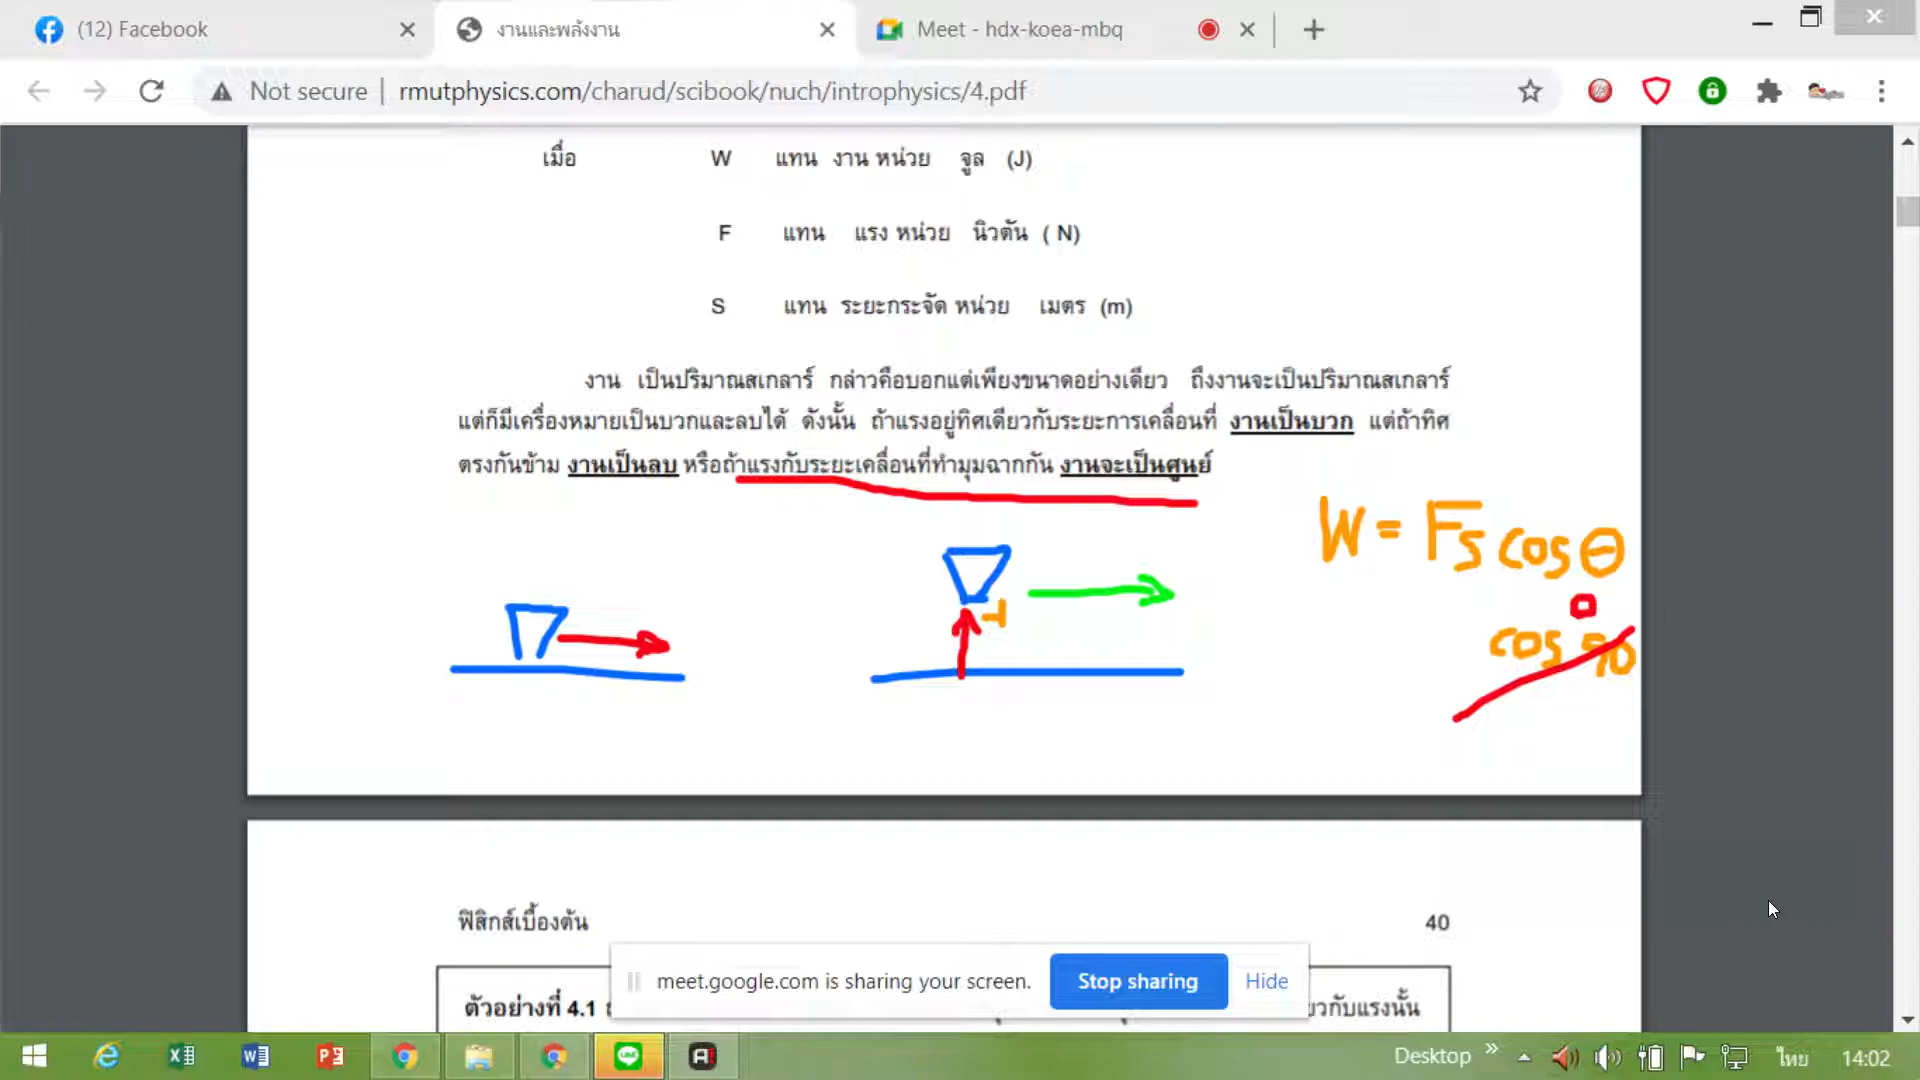 (12) Facebook
งานและพลังงาน
Meet - hdx-koea-mbq
Not secure
rmutphysics.com/charud/scibook/nuch/introphysics/4.pdf
เมื่อ W แทน งาน หน่วย จูล (J)
F แทน แรง หน่วย นิวตัน ( N)
S แทน ระยะกระจัด หน่วย เมตร (m)
งาน เป็นปริมาณสเกลาร์ กล่าวคือบอกแต่เพียงขนาดอย่างเดียว ถึงงานจะเป็นปริมาณสเกลาร์
แต่ก็มีเครื่องหมายเป็นบวกและลบได้ ดังนั้น ถ้าแรงอยู่ทิศเดียวกับระยะการเคลื่อนที่ งานเป็นบวก แต่ถ้าทิศ
ตรงกันข้าม งานเป็นลบ หรือถ้าแรงกับระยะเคลื่อนที่ทำมุมฉากกัน งานจะเป็นศูนย์
W = Fs cos θ
0
cos 90
ฟิสิกส์เบื้องต้น 40
ตัวอย่างที่ 4.1
meet.google.com is sharing your screen.
Stop sharing
Hide
วกับแรงนั้น
Desktop
ไทย
14:02